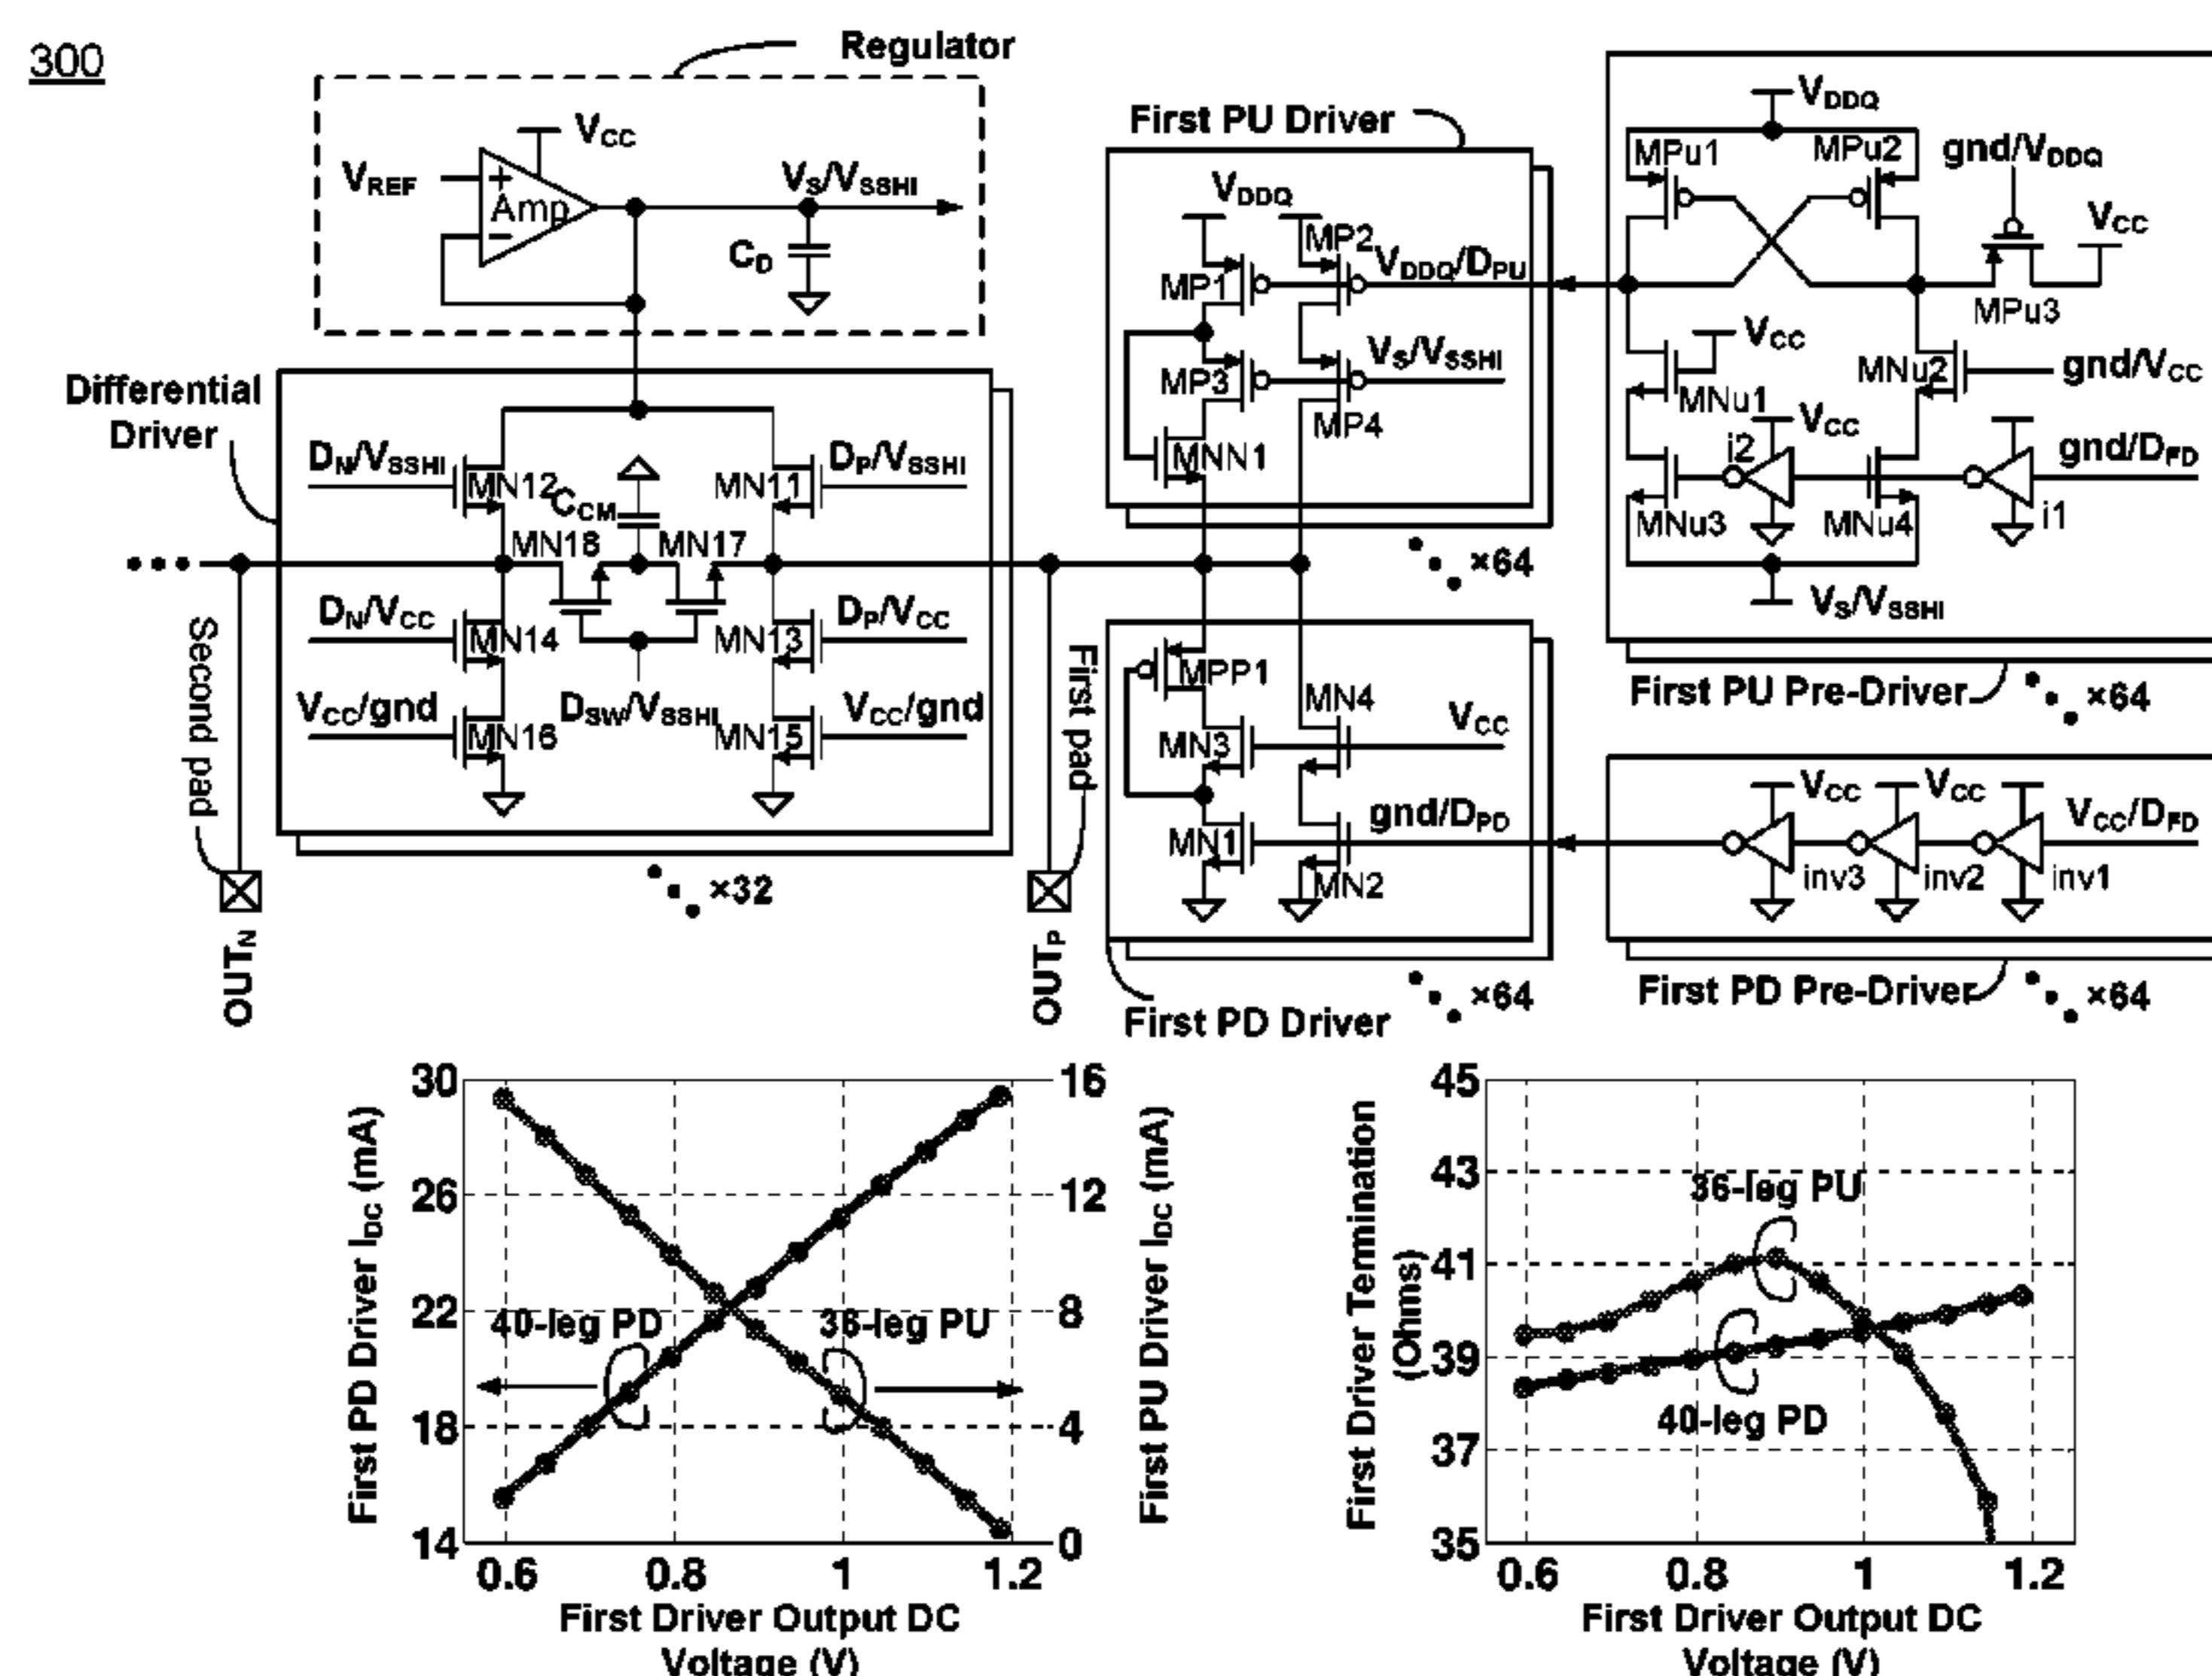 300
Regulator
VCC
VREF
+
Amp
−
VS/VSSHI
CD
Differential
Driver
DN/VSSHI
MN12
CCM
MN11
DP/VSSHI
MN18
MN17
DN/VCC
MN14
MN13
DP/VCC
VCC/gnd
MN16
DSW/VSSHI
MN15
VCC/gnd
×32
Second pad
OUTN
First pad
OUTP
First PU Driver
VDDQ
MP2
VDDQ/DPU
MP1
VS/VSSHI
MP3
MP4
MNN1
×64
MPP1
MN4
VCC
MN3
gnd/DPD
MN1
MN2
×64
First PD Driver
VDDQ
MPu1
MPu2
gnd/VDDQ
VCC
MPu3
VCC
MNu2
gnd/VCC
MNu1
VCC
i2
gnd/DFD
MNu3
MNu4
i1
VS/VSSHI
First PU Pre-Driver
×64
VCC
VCC
VCC/DFD
inv3
inv2
inv1
First PD Pre-Driver
×64
First PD Driver IDC (mA)
30
26
22
18
14
16
12
8
4
0
First PU Driver IDC (mA)
40-leg PD
36-leg PU
0.6
0.8
1
1.2
First Driver Output DC
Voltage (V)
First Driver Termination
(Ohms)
45
43
41
39
37
35
36-leg PU
40-leg PD
0.6
0.8
1
1.2
First Driver Output DC
Voltage (V)